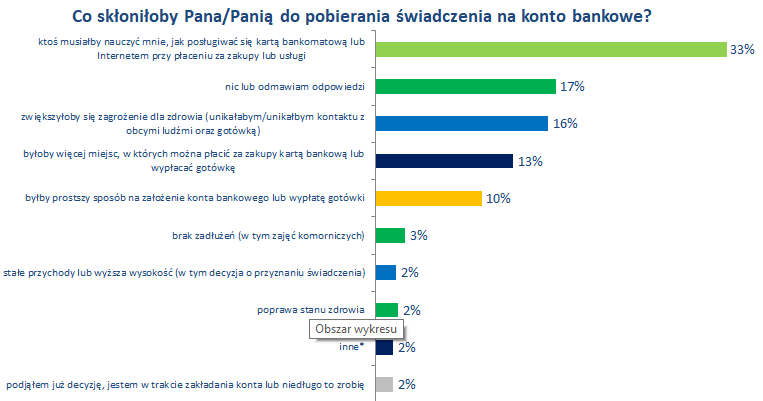 Co skłoniłoby Pana/Panią do pobierania świadczenia na konto bankowe?
ktoś musiałby nauczyć mnie, jak posługiwać się kartą bankomatową lub
Internetem przy płaceniu za zakupy lub usługi
33%
nic lub odmawiam odpowiedzi
17%
zwiększyłoby się zagrożenie dla zdrowia (unikałabym/unikałbym kontaktu z
obcymi ludźmi oraz gotówką)
16%
byłoby więcej miejsc, w których można płacić za zakupy kartą bankową lub
wypłacać gotówkę
13%
byłby prostszy sposób na założenie konta bankowego lub wypłatę gotówki
10%
brak zadłużeń (w tym zajęć komorniczych)
3%
stałe przychody lub wyższa wysokość (w tym decyzja o przyznaniu świadczenia)
2%
poprawa stanu zdrowia
2%
Obszar wykresu
inne*
2%
podjąłem już decyzję, jestem w trakcie zakładania konta lub niedługo to zrobię
2%